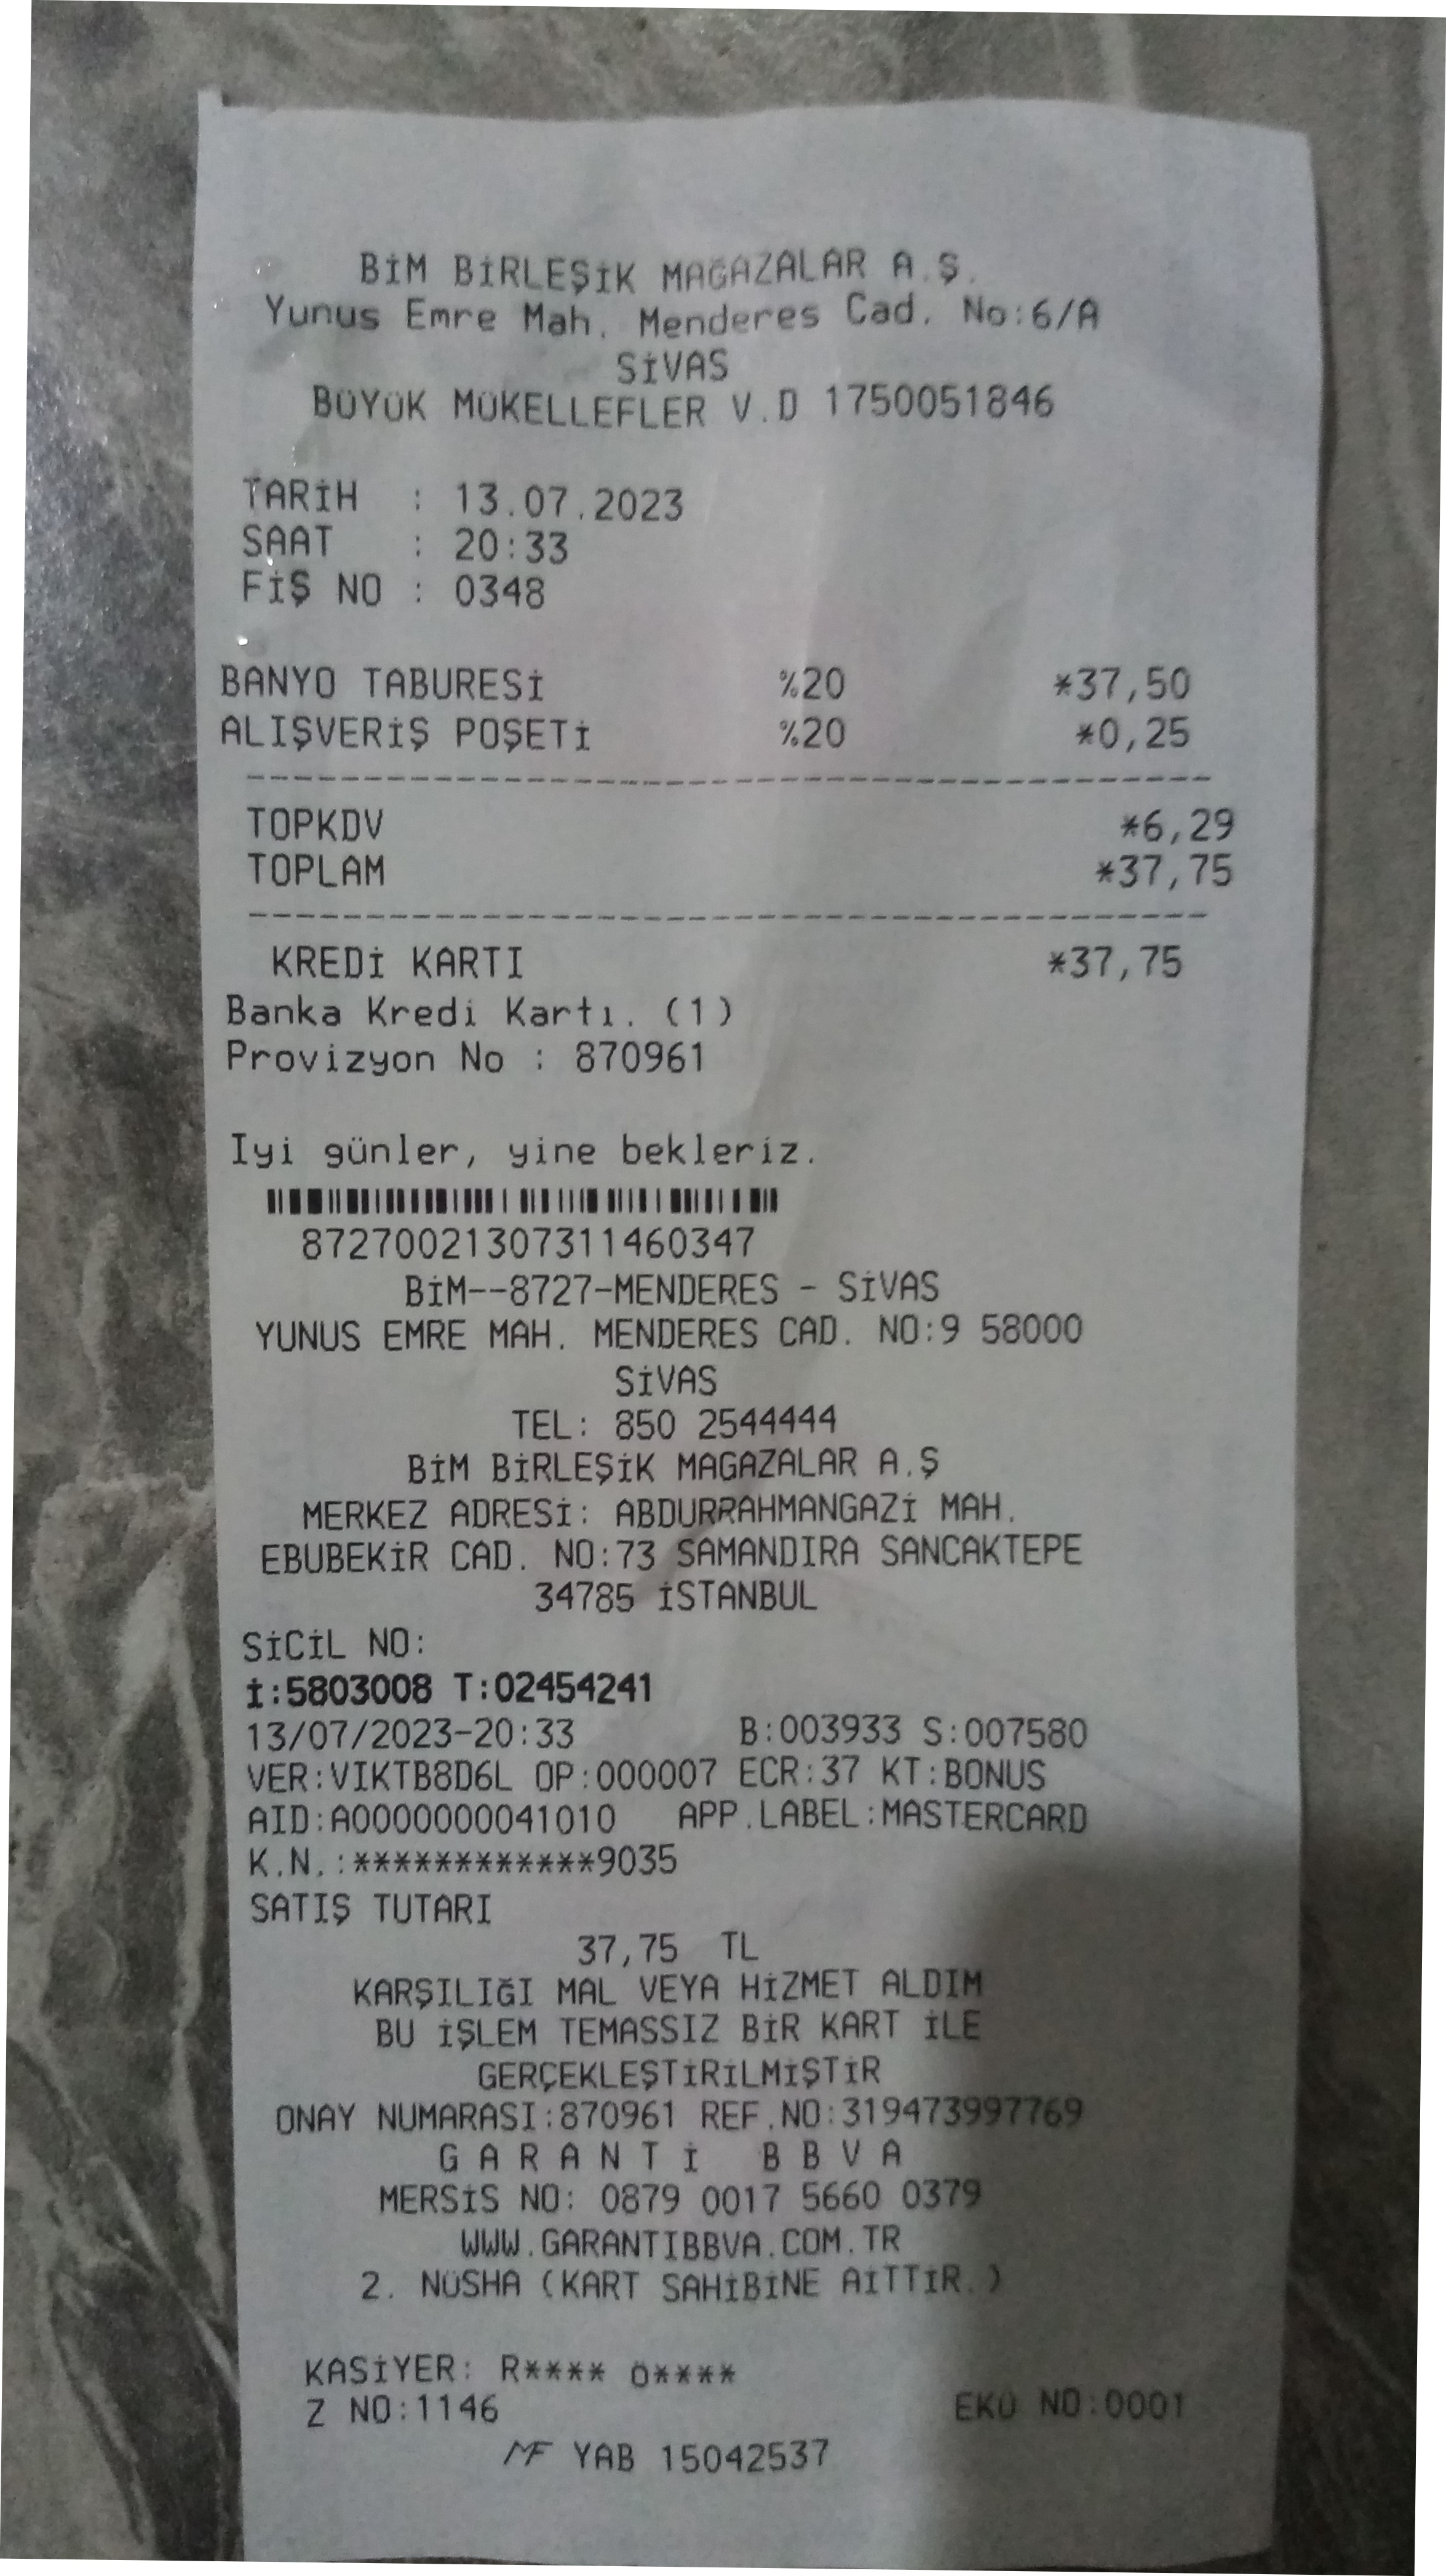 BİM BİRLEŞİK MAĞAZALAR A.Ş.
Yunus Emre Mah. Menderes Cad. No:6/A
SİVAS
BÜYÜK MÜKELLEFLER V.D 1750051846
TARİH : 13.07.2023
SAAT : 20:33
FİŞ NO : 0348
BANYO TABURESİ %20 *37,50
ALIŞVERİŞ POŞETİ %20 *0,25
TOPKDV *6,29
TOPLAM *37,75
KREDİ KARTI *37,75
Banka Kredi Kartı. (1)
Provizyon No : 870961
Iyi günler, yine bekleriz.
87270021307311460347
BİM--8727-MENDERES - SİVAS
YUNUS EMRE MAH. MENDERES CAD. NO:9 58000
SİVAS
TEL: 850 2544444
BİM BİRLEŞİK MAGAZALAR A.Ş
MERKEZ ADRESİ: ABDURRAHMANGAZİ MAH.
EBUBEKİR CAD. NO:73 SAMANDIRA SANCAKTEPE
34785 İSTANBUL
SİCİL NO:
İ:5803008 T:02454241
13/07/2023-20:33 B:003933 S:007580
VER:VIKTB8D6L OP:000007 ECR:37 KT:BONUS
AID:A0000000041010 APP.LABEL:MASTERCARD
K.N.:************9035
SATIŞ TUTARI
37,75 TL
KARŞILIĞI MAL VEYA HİZMET ALDIM
BU İŞLEM TEMASSIZ BİR KART İLE
GERÇEKLEŞTİRİLMİŞTİR
ONAY NUMARASI:870961 REF.NO:319473997769
G A R A N T İ B B V A
MERSİS NO: 0879 0017 5660 0379
WWW.GARANTIBBVA.COM.TR
2. NÜSHA (KART SAHİBİNE AİTTİR.)
KASİYER: R**** Ö****
Z NO:1146 EKÜ NO:0001
MF YAB 15042537